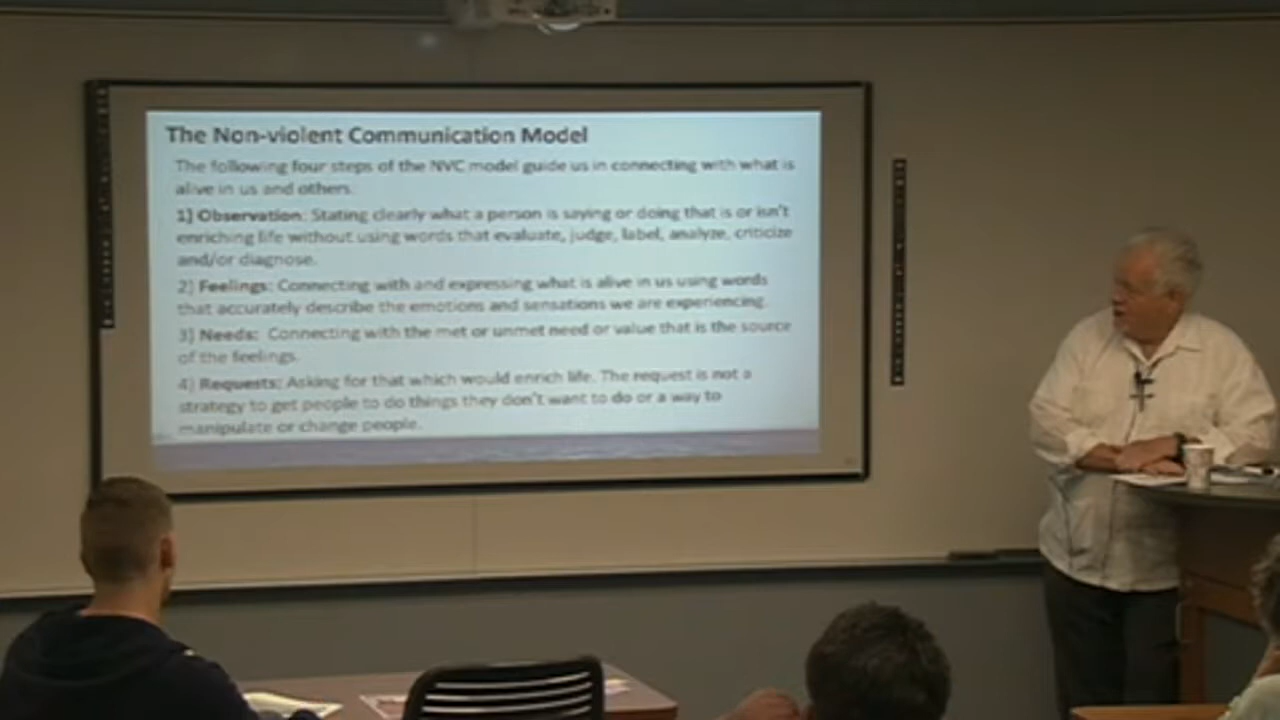 The Non-violent Communication Model
The following four steps of the NVC model guide us in connecting with what is
alive in us and others.
1) Observation: Stating clearly what a person is saying or doing that is or isn't
enriching life without using words that evaluate, judge, label, analyze, criticize
and/or diagnose.
2) Feelings: Connecting with and expressing what is alive in us using words
that accurately describe the emotions and sensations we are experiencing.
3) Needs: Connecting with the met or unmet need or value that is the source
of the feelings.
4) Requests: Asking for that which would enrich life. The request is not a
strategy to get people to do things they don't want to do or a way to
manipulate or change people.